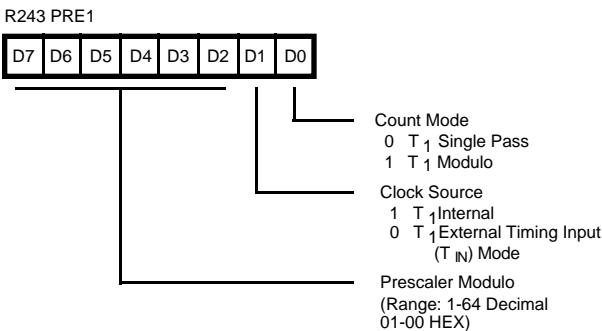 R243 PRE1
D7 D6 D5 D4 D3 D2 D1 D0
Count Mode
0 T 1 Single Pass
1 T 1 Modulo
Clock Source
1 T 1 Internal
0 T 1 External Timing Input
(T IN) Mode
Prescaler Modulo
(Range: 1-64 Decimal
01-00 HEX)